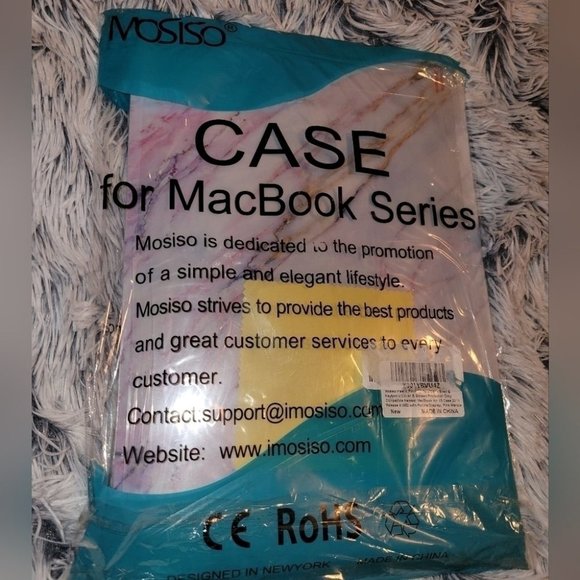 MOSISO®
CASE
for MacBook Series
Mosiso is dedicated to the promotion
of a simple and elegant lifestyle.
Mosiso strives to provide the best products
and great customer services to every
customer.
Contact.support@imosiso.com
Website: www.imosiso.com
New MADE IN CHINA
CE RoHS
DESIGNED IN NEWYORK MADE IN CHINA